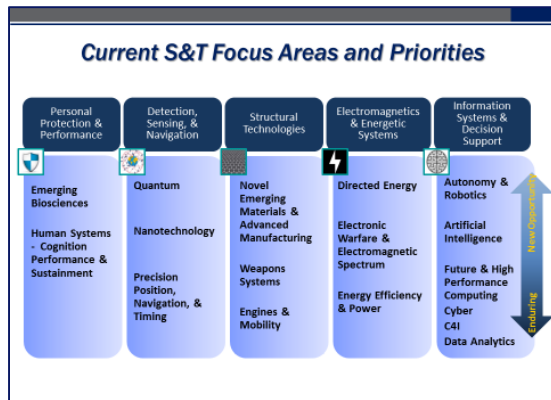 Current S&T Focus Areas and Priorities
Personal
Protection &
Performance
Detection,
Sensing, &
Navigation
Structural
Technologies
Electromagnetics
& Energetic
Systems
Information
Systems &
Decision
Support
Emerging
Biosciences
Human Systems
- Cognition
Performance &
Sustainment
Quantum
Nanotechnology
Precision
Position,
Navigation, &
Timing
Novel
Emerging
Materials &
Advanced
Manufacturing
Weapons
Systems
Engines &
Mobility
Directed Energy
Electronic
Warfare &
Electromagnetic
Spectrum
Energy Efficiency
& Power
Autonomy &
Robotics
Artificial
Intelligence
Future & High
Performance
Computing
Cyber
C4I
Data Analytics
New Opportunity
Enduring